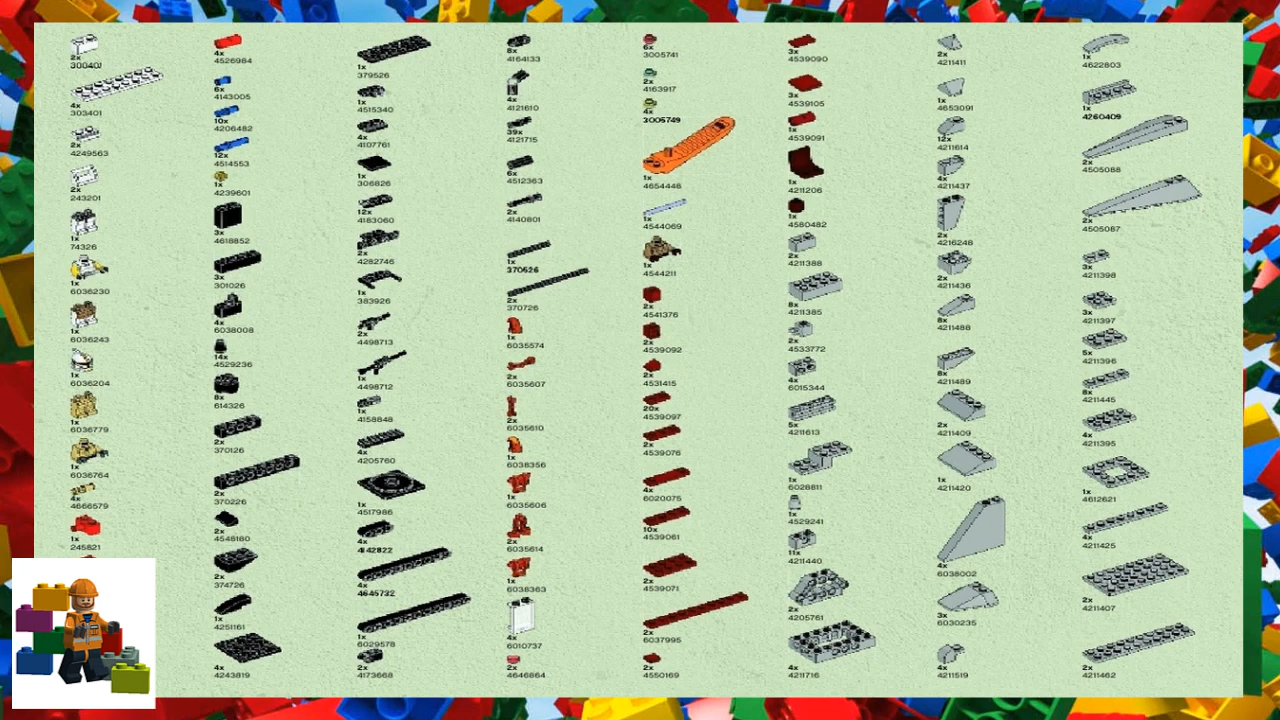 2x
300401
4x
303401
2x
4249563
2x
243201
1x
74326
1x
6036230
1x
6036243
1x
6036204
1x
6036779
1x
6036764
4x
4666579
1x
245821
4x
4526984
6x
4143005
10x
4206482
12x
4514553
1x
4239601
3x
4618852
3x
301026
4x
6038008
14x
4529236
8x
614326
2x
370126
2x
370226
2x
4548180
2x
374726
1x
4251161
4x
4243819
1x
379526
1x
4515340
4x
4107761
1x
306826
12x
4183060
2x
4282746
1x
383926
2x
4498713
1x
4498712
1x
4158848
4x
4205760
1x
4517986
4x
4142822
4x
4645732
1x
6029578
2x
4173668
8x
4164133
4x
4121610
39x
4121715
6x
4512363
2x
4140801
1x
370526
2x
370726
1x
6035574
2x
6035607
2x
6035610
1x
6038356
1x
6035606
2x
6035614
1x
6038363
4x
6010737
2x
4646864
6x
3005741
2x
4163917
4x
3005749
1x
4654448
1x
4544069
1x
4544211
2x
4541376
2x
4539092
2x
4531415
20x
4539097
2x
4539076
4x
6020075
10x
4539061
2x
4539071
2x
6037995
2x
4550169
3x
4539090
3x
4539105
1x
4539091
1x
4211206
1x
4580482
2x
4211388
8x
4211385
2x
4533772
4x
6015344
5x
4211613
1x
6028811
1x
4529241
11x
4211440
2x
4205761
4x
4211716
2x
4211411
1x
4653091
12x
4211614
4x
4211437
2x
4216248
2x
4211436
8x
4211488
8x
4211489
2x
4211409
1x
4211420
4x
6038002
3x
6030235
4x
4211519
1x
4622803
4x
4260409
2x
4505088
2x
4505087
3x
4211398
3x
4211397
5x
4211396
8x
4211445
4x
4211395
1x
4612621
4x
4211425
2x
4211407
2x
4211462